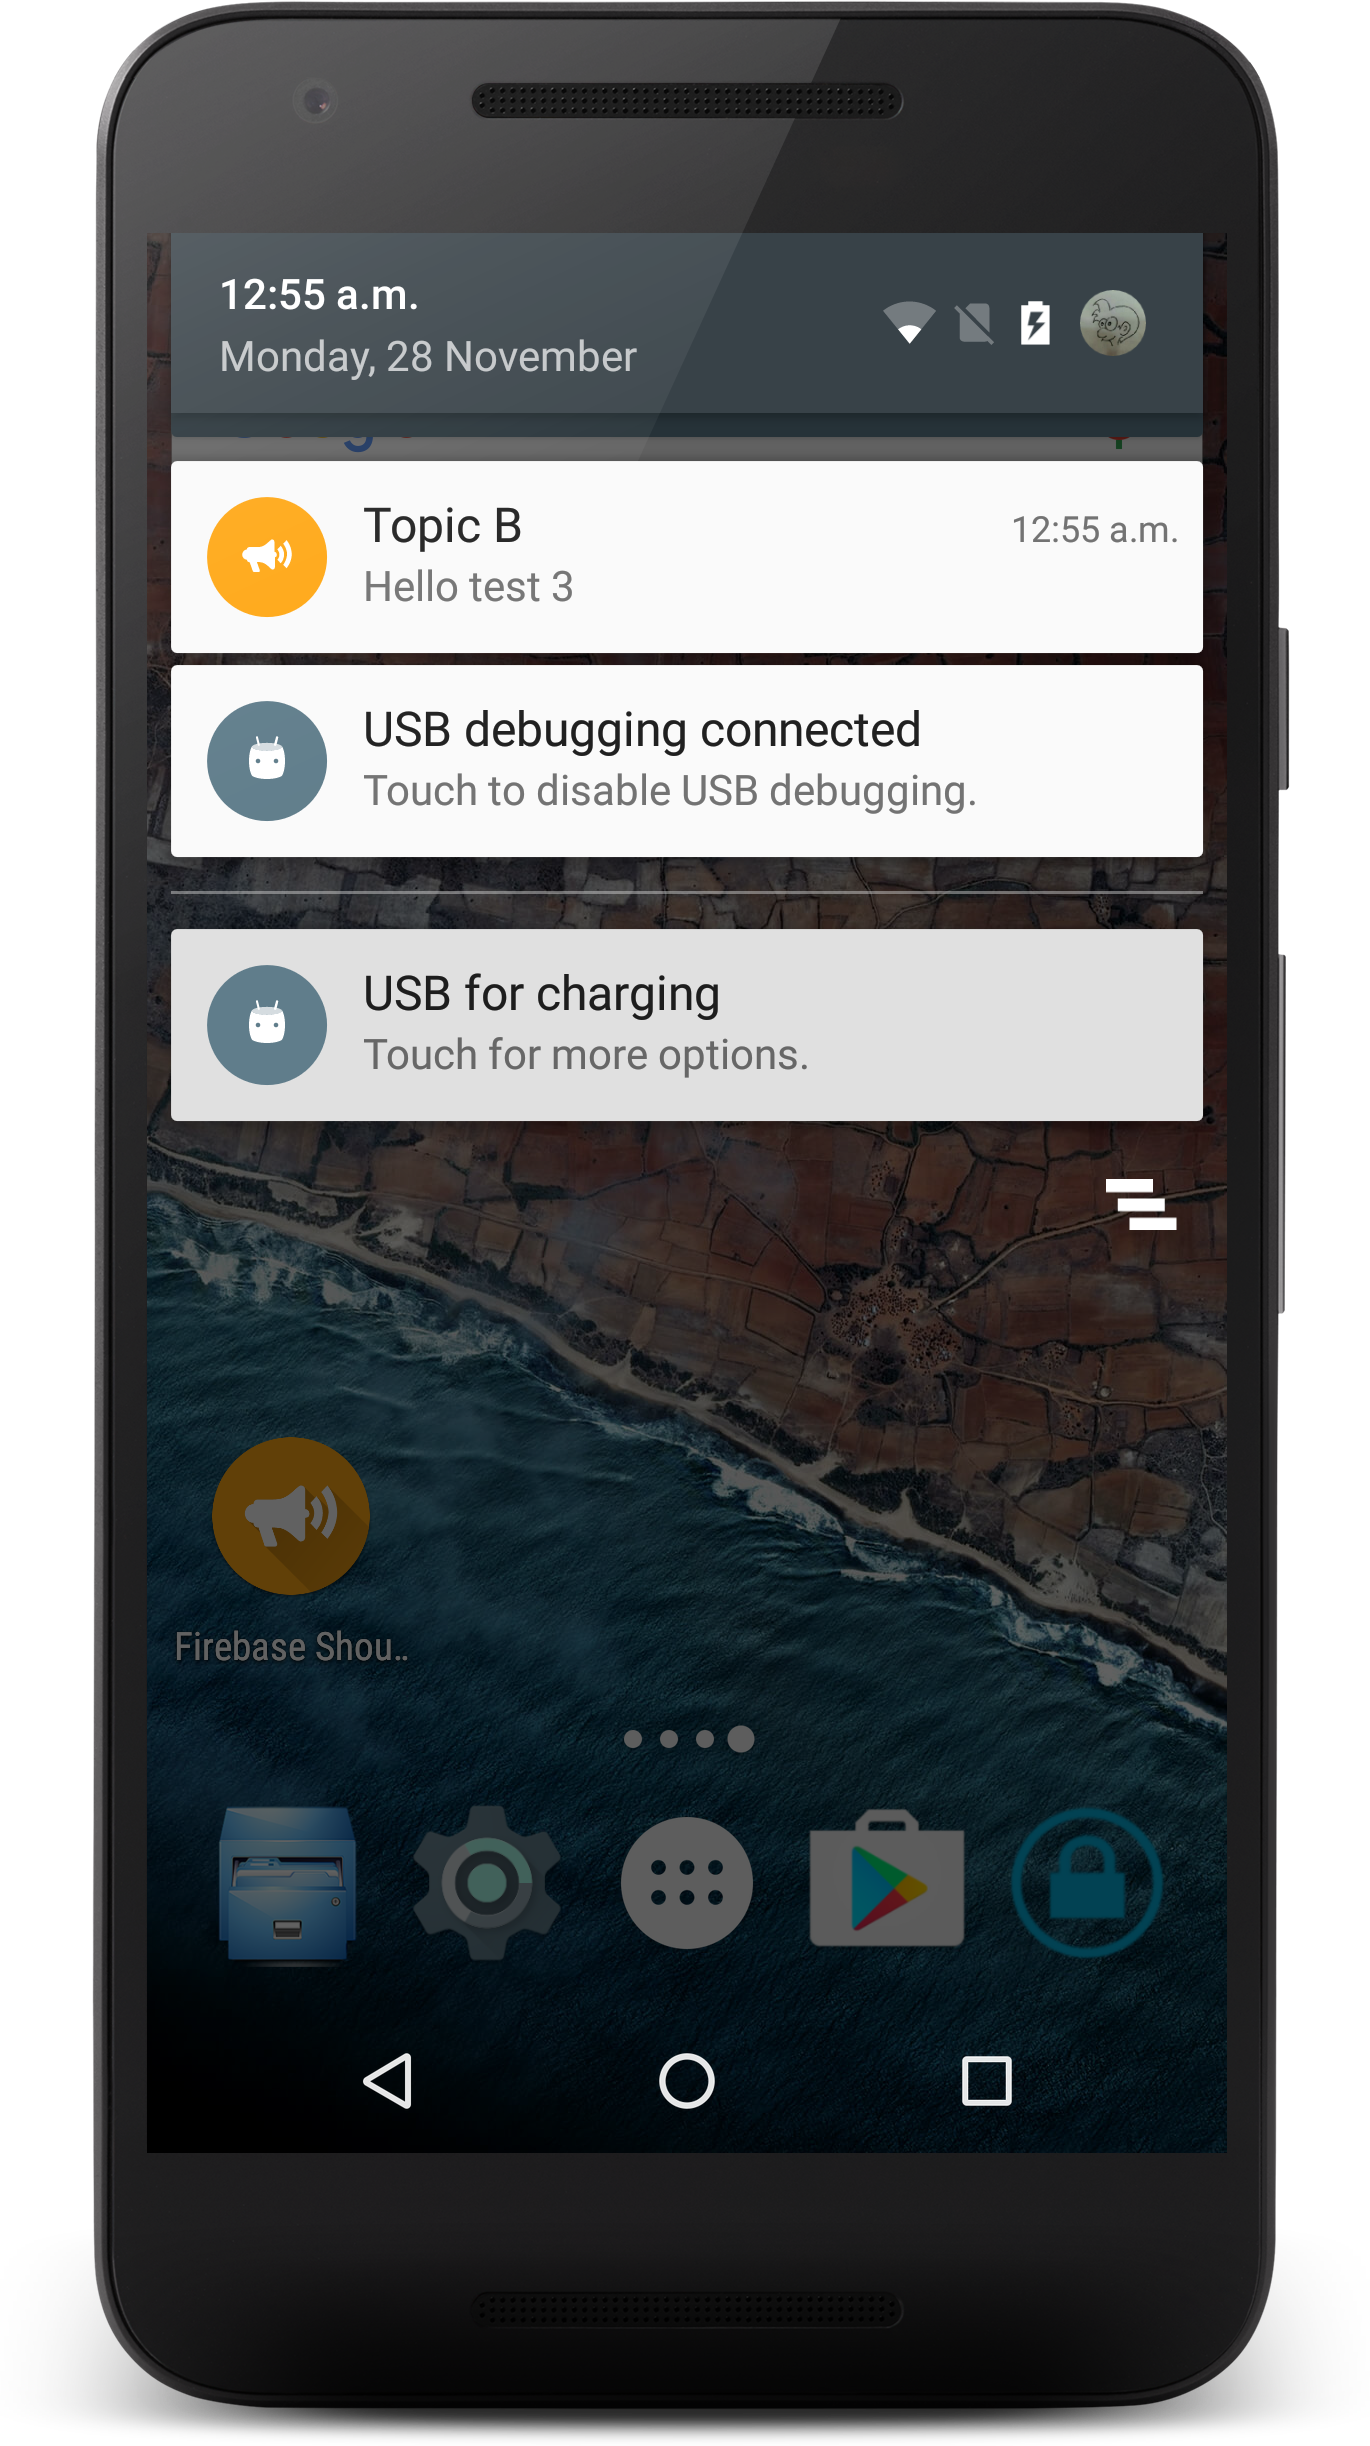 12:55 a.m.
Monday, 28 November
Topic B
12:55 a.m.
Hello test 3
USB debugging connected
Touch to disable USB debugging.
USB for charging
Touch for more options.
Firebase Shou..